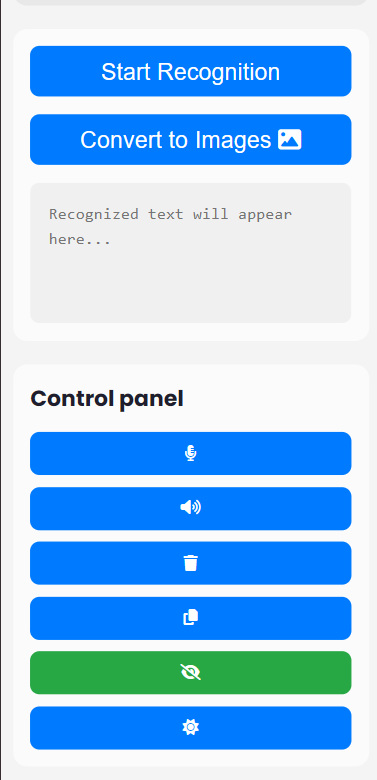 Start Recognition
Convert to Images
Recognized text will appear
here...
Control panel